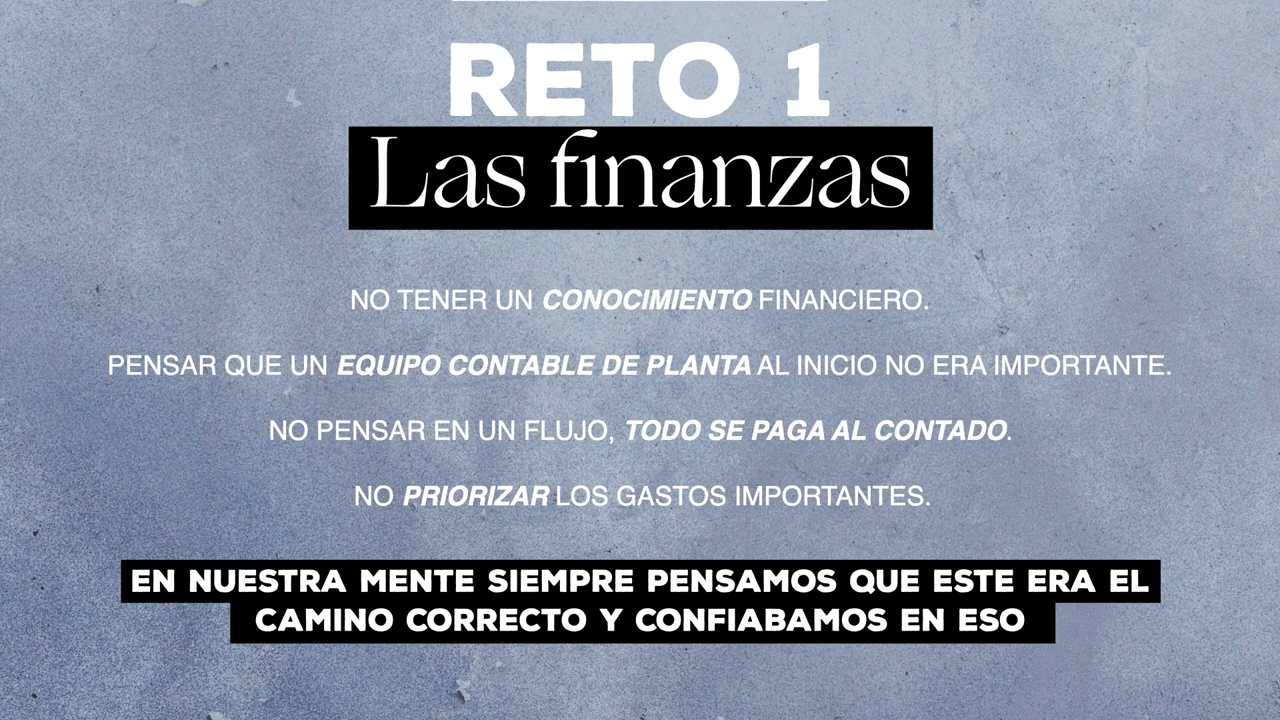 RETO 1
Las finanzas
NO TENER UN CONOCIMIENTO FINANCIERO.
PENSAR QUE UN EQUIPO CONTABLE DE PLANTA AL INICIO NO ERA IMPORTANTE.
NO PENSAR EN UN FLUJO, TODO SE PAGA AL CONTADO.
NO PRIORIZAR LOS GASTOS IMPORTANTES.
EN NUESTRA MENTE SIEMPRE PENSAMOS QUE ESTE ERA EL
CAMINO CORRECTO Y CONFIABAMOS EN ESO